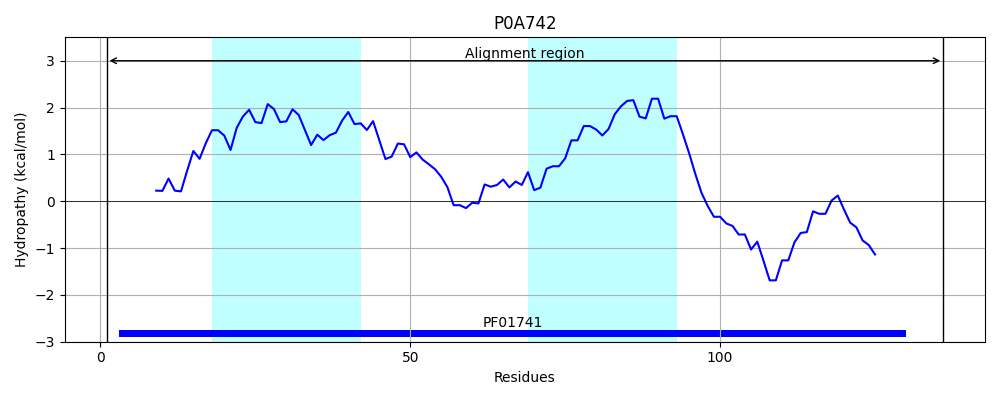 P0A742
Alignment region
3
2
1
0
−1
−2
−3
Hydropathy (kcal/mol)
PF01741
0
50
100
Residues